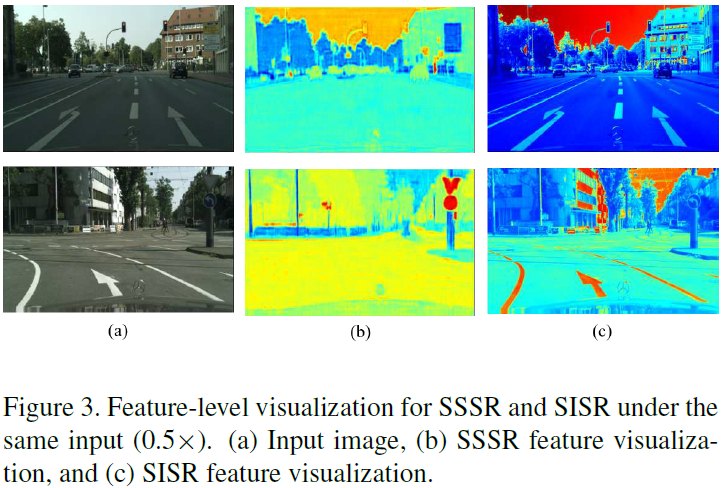 (a)
(b)
(c)
Figure 3. Feature-level visualization for SSSR and SISR under the
same input (0.5×). (a) Input image, (b) SSSR feature visualiza-
tion, and (c) SISR feature visualization.